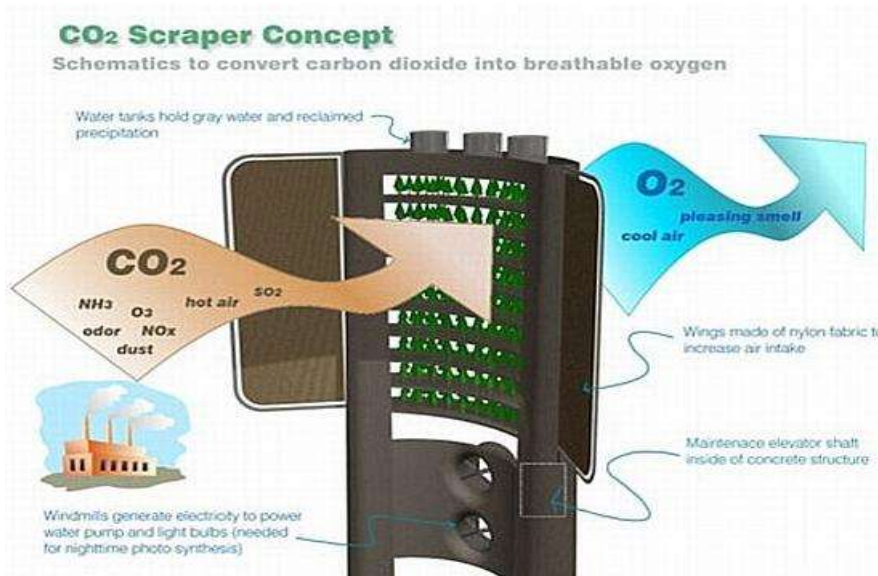 CO2 Scraper Concept
Schematics to convert carbon dioxide into breathable oxygen
Water tanks hold gray water and reclaimed
precipitation
O2
pleasing smell
cool air
CO2
NH3
O3
hot air
SO2
odor
NOx
dust
Wings made of nylon fabric to
increase air intake
Maintenace elevator shaft
inside of concrete structure
Windmills generate electricity to power
water pump and light bulbs (needed
for nighttime photo synthesis)